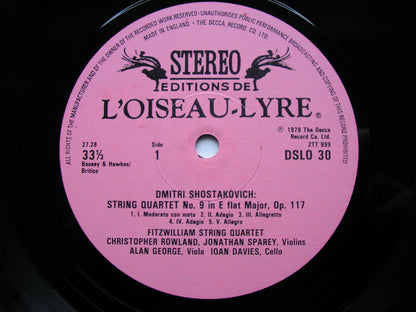 ALL RIGHTS OF THE MANUFACTURER AND OF THE OWNER OF THE RECORDED WORK RESERVED · UNAUTHORISED PUBLIC PERFORMANCE BROADCASTING AND COPYING OF THIS RECORD PROHIBITED
MADE IN ENGLAND · THE DECCA RECORD CO. LTD.
STEREO
EDITIONS DE
L'OISEAU-LYRE®
27.28
33⅓
Boosey & Hawkes/
Britico
Side
1
℗ 1979 The Decca
Record Co. Ltd.
ZTT 999
DSLO 30
DMITRI SHOSTAKOVICH:
STRING QUARTET No. 9 in E flat Major, Op. 117
1. I. Moderato con moto 2. II. Adagio 3. III. Allegretto
4. IV. Adagio 5. V. Allegro
FITZWILLIAM STRING QUARTET
CHRISTOPHER ROWLAND, JONATHAN SPAREY, Violins
ALAN GEORGE, Viola IOAN DAVIES, Cello